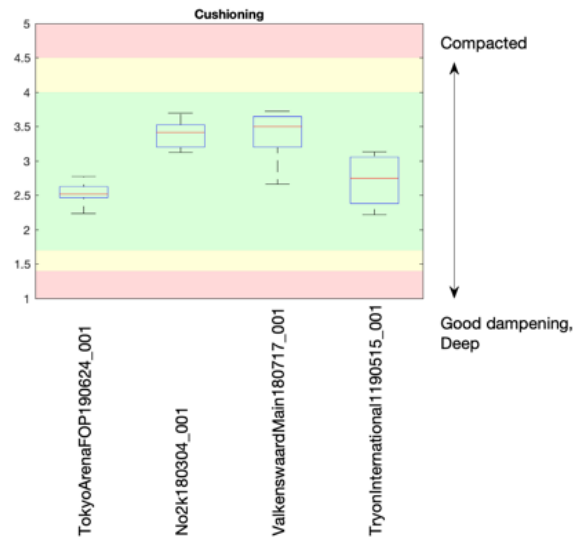 Cushioning
5
4.5
4
3.5
3
2.5
2
1.5
1
Compacted
Good dampening,
Deep
TokyoArenaFOP190624_001
No2k180304_001
ValkenswaardMain180717_001
TryonInternational1190515_001